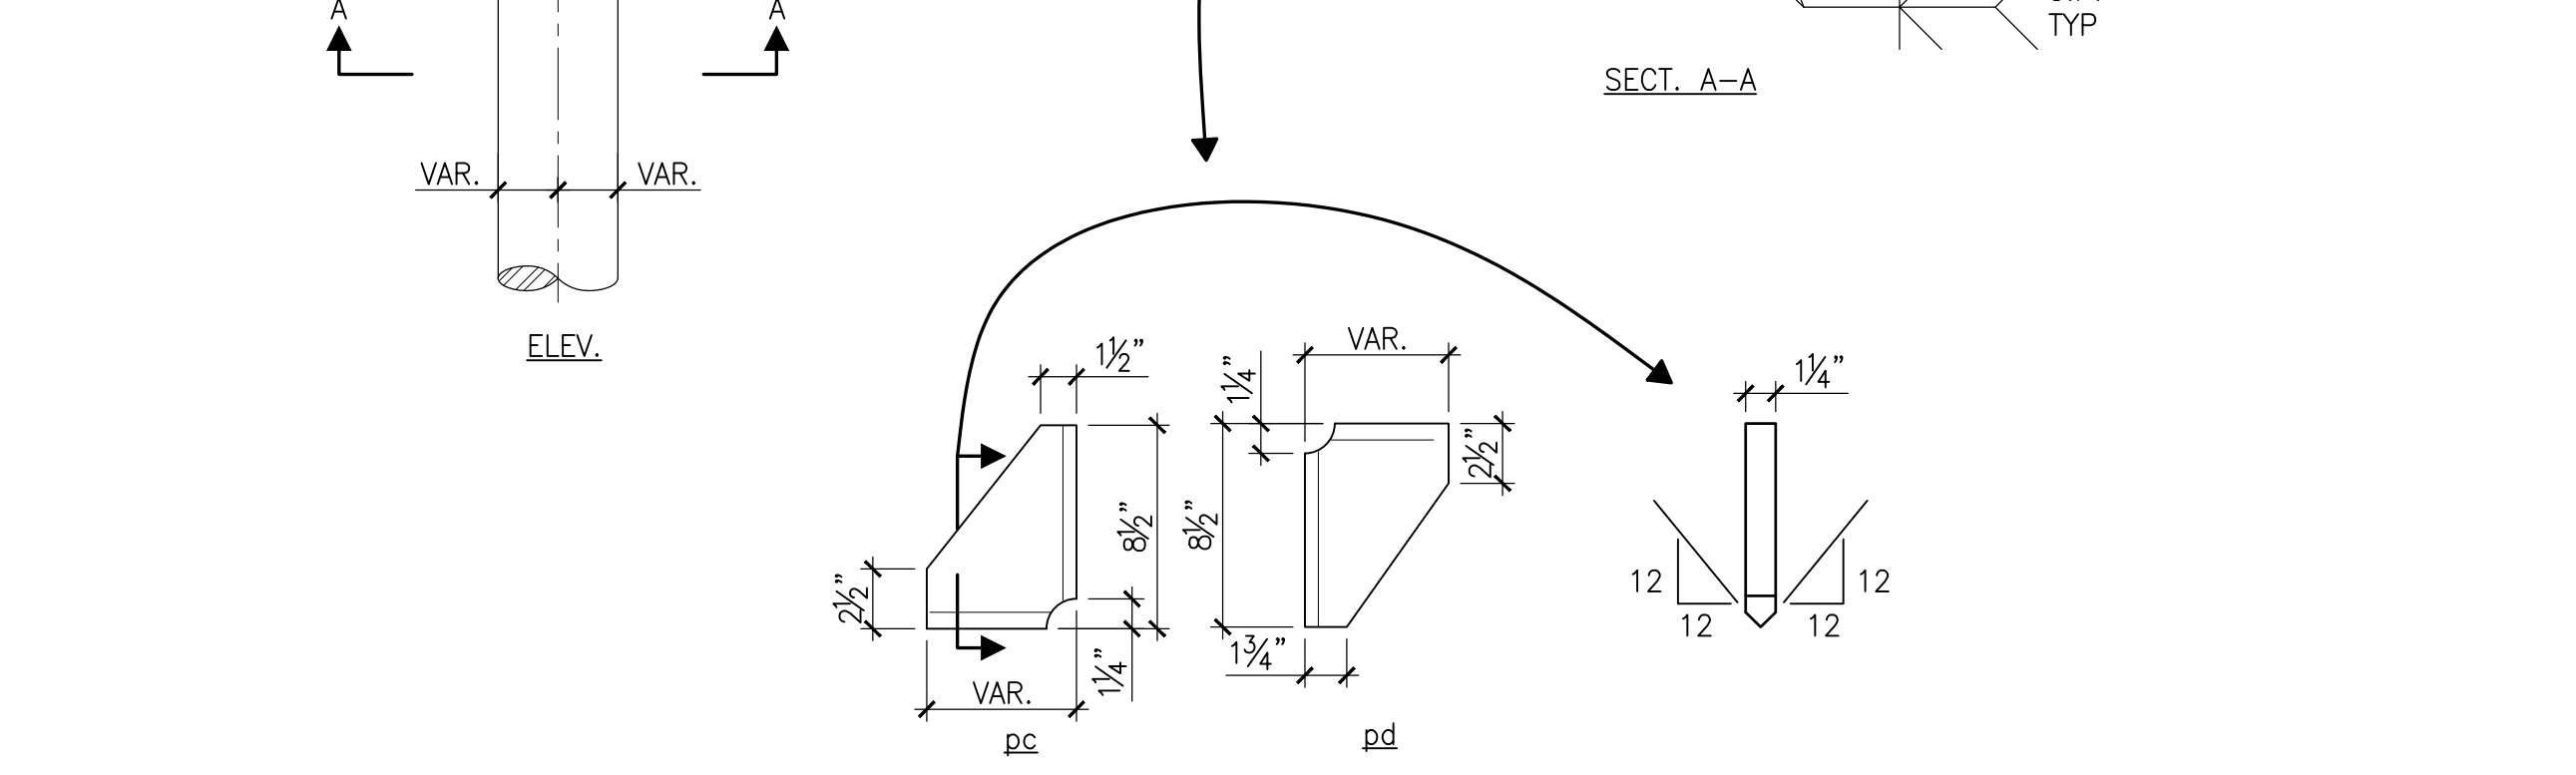 A
A
TYP
SECT. A–A
VAR.
VAR.
ELEV.
1½”
VAR.
1¼”
1¼”
2½”
8½”
8½”
2½”
12
12
12
12
1¾”
1¼”
VAR.
pc
pd